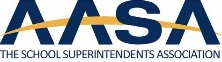 AASA
THE SCHOOL SUPERINTENDENTS ASSOCIATION